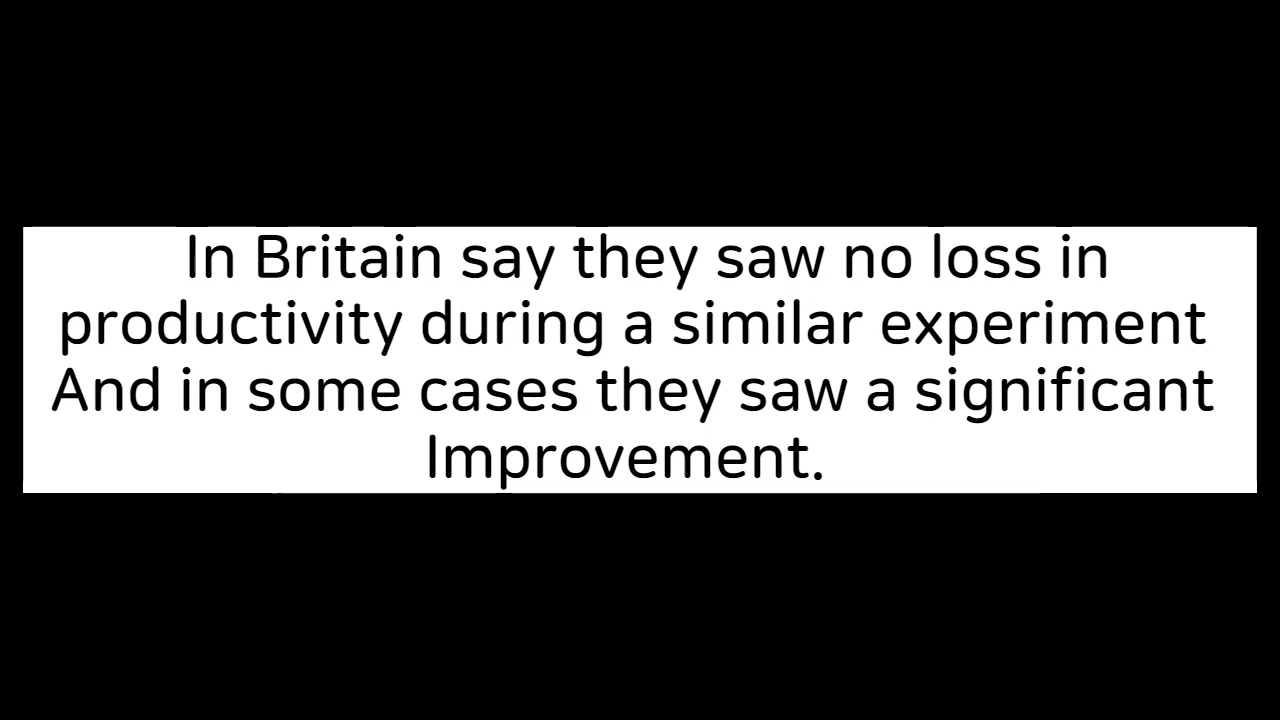 In Britain say they saw no loss in
productivity during a similar experiment
And in some cases they saw a significant
Improvement.